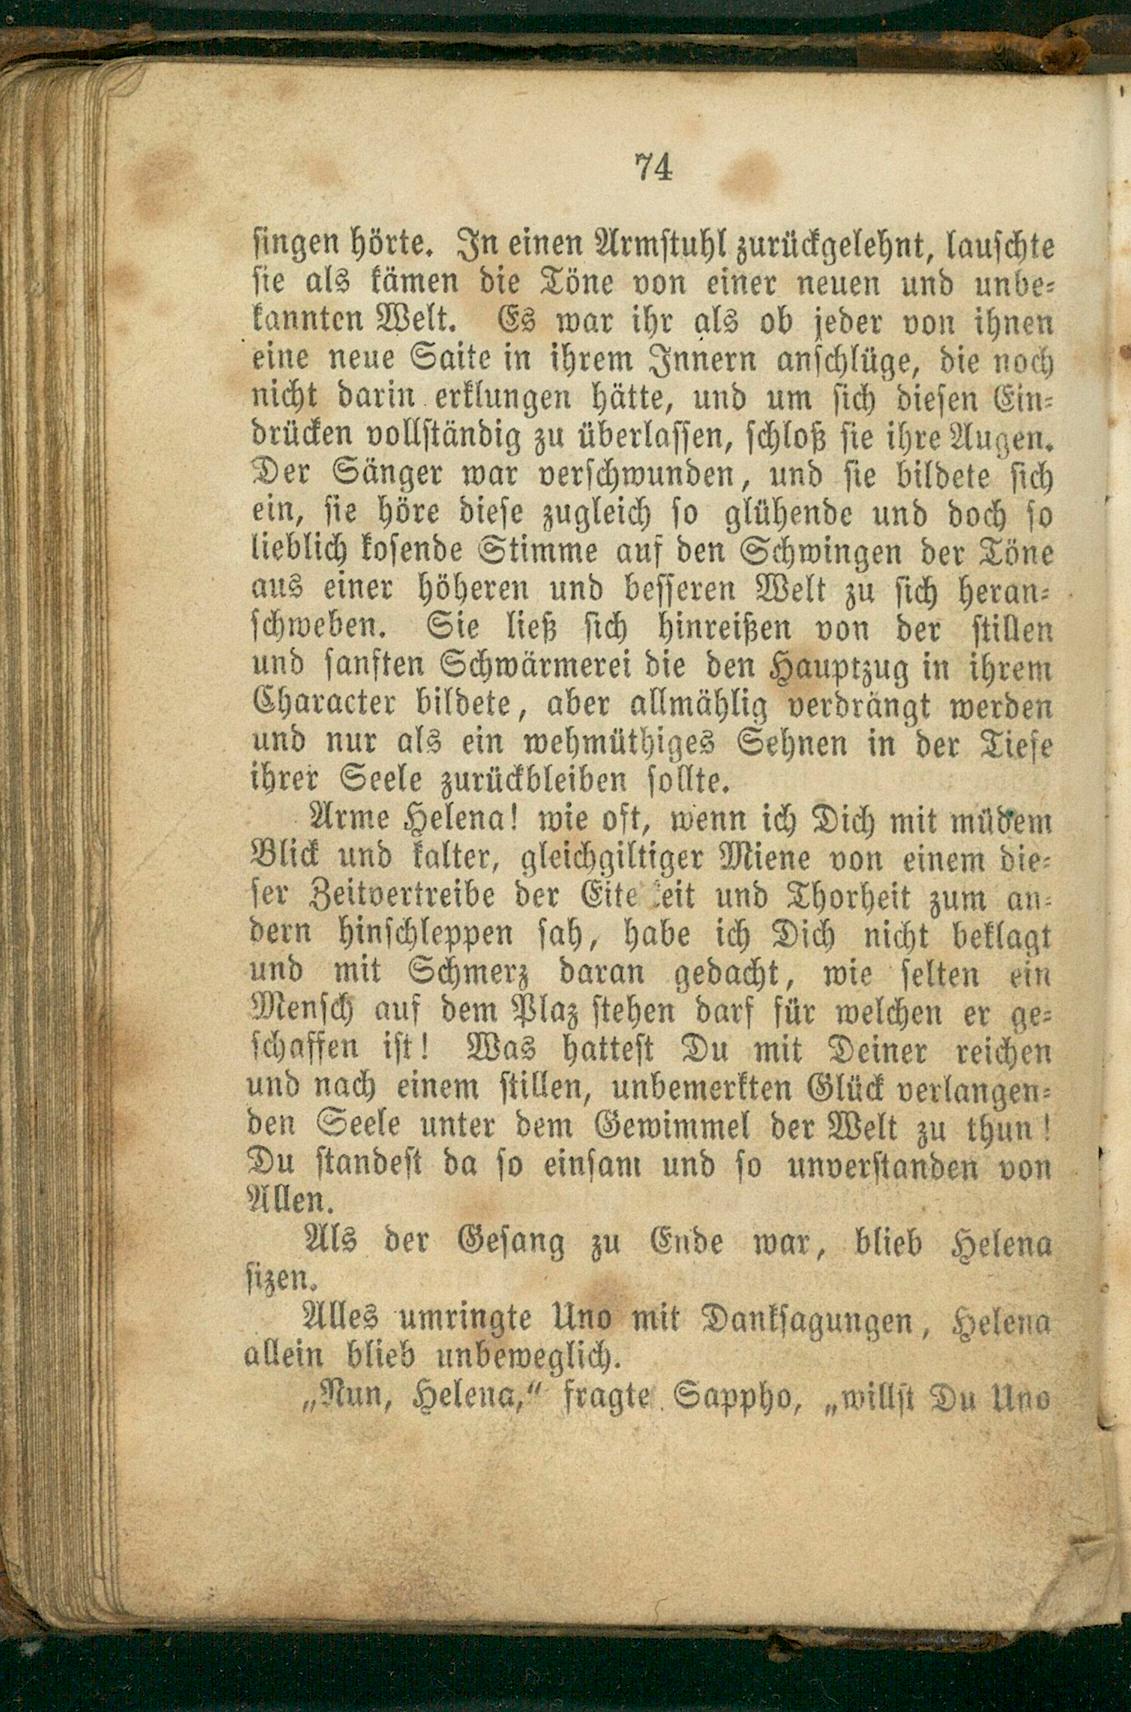 74
singen hörte. In einen Armstuhl zurückgelehnt, lauschte
sie als kämen die Töne von einer neuen und unbe-
kannten Welt. Es war ihr als ob jeder von ihnen
eine neue Saite in ihrem Innern anschlüge, die noch
nicht darin erklungen hätte, und um sich diesen Ein-
drücken vollständig zu überlassen, schloß sie ihre Augen.
Der Sänger war verschwunden, und sie bildete sich
ein, sie höre diese zugleich so glühende und doch so
lieblich kosende Stimme auf den Schwingen der Töne
aus einer höheren und besseren Welt zu sich heran-
schweben. Sie ließ sich hinreißen von der stillen
und sanften Schwärmerei die den Hauptzug in ihrem
Character bildete, aber allmählig verdrängt werden
und nur als ein wehmüthiges Sehnen in der Tiefe
ihrer Seele zurückbleiben sollte.
Arme Helena! wie oft, wenn ich Dich mit müdem
Blick und kalter, gleichgiltiger Miene von einem die-
ser Zeitvertreibe der Eite keit und Thorheit zum an-
dern hinschleppen sah, habe ich Dich nicht beklagt
und mit Schmerz daran gedacht, wie selten ein
Mensch auf dem Plaz stehen darf für welchen er ge-
schaffen ist! Was hattest Du mit Deiner reichen
und nach einem stillen, unbemerkten Glück verlangen-
den Seele unter dem Gewimmel der Welt zu thun!
Du standest da so einsam und so unverstanden von
Allen.
Als der Gesang zu Ende war, blieb Helena
sizen.
Alles umringte Uno mit Danksagungen, Helena
allein blieb unbeweglich.
„Nun, Helena,“ fragte Sappho, „willst Du Uno